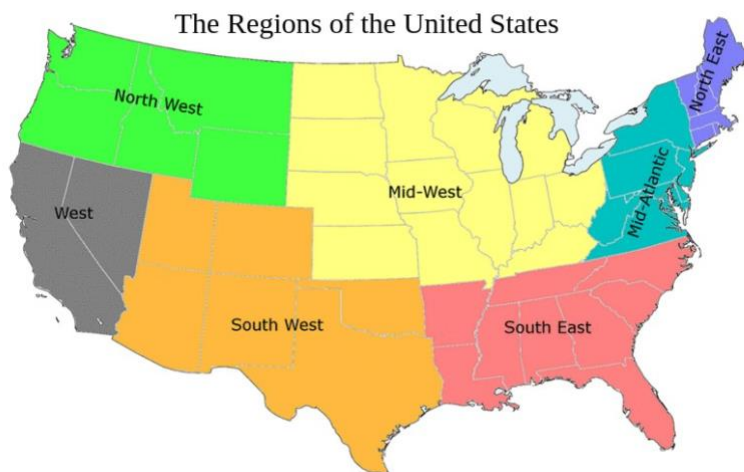 The Regions of the United States
North West
North East
West
Mid-West
Mid-Atlantic
South West
South East